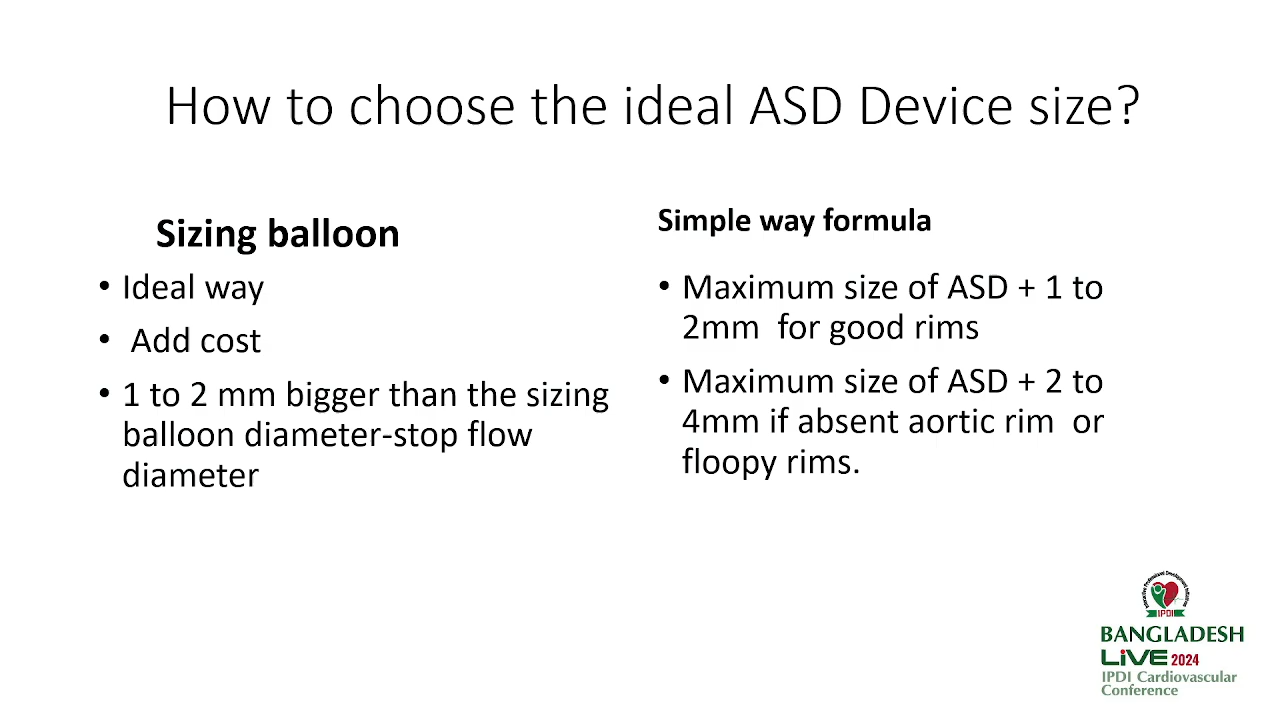 How to choose the ideal ASD Device size?
Sizing balloon
• Ideal way
• Add cost
• 1 to 2 mm bigger than the sizing
balloon diameter-stop flow
diameter
Simple way formula
• Maximum size of ASD + 1 to
2mm for good rims
• Maximum size of ASD + 2 to
4mm if absent aortic rim or
floopy rims.
IPDI
BANGLADESH
LiVE 2024
IPDI Cardiovascular
Conference